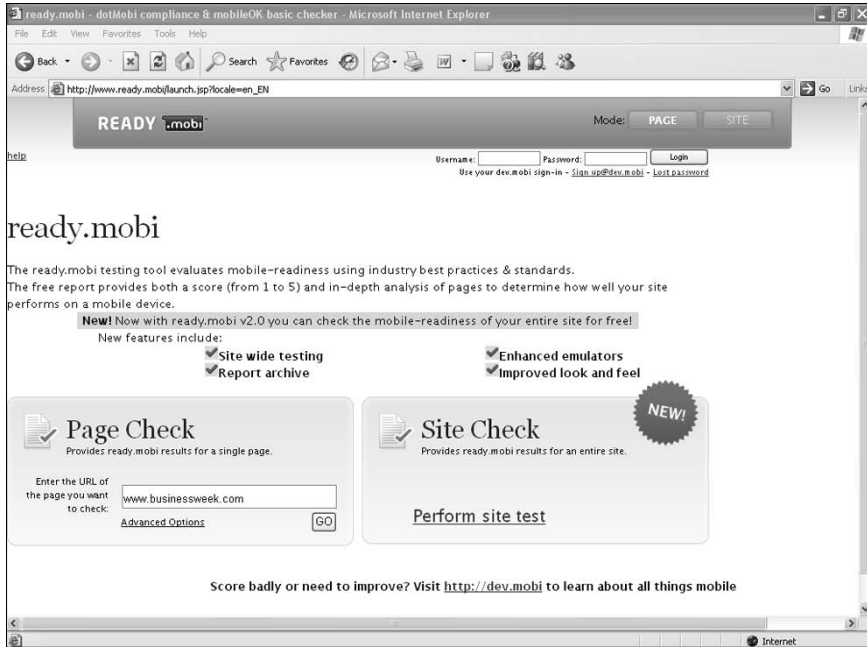 ready.mobi - dotMobi compliance & mobileOK basic checker - Microsoft Internet Explorer
File Edit View Favorites Tools Help
Back Search Favorites
Address http://www.ready.mobi/launch.jsp?locale=en_EN Go Links
READY .mobi Mode: PAGE SITE
help
Username: Password: Login
Use your dev.mobi sign-in - Sign up@dev.mobi - Lost password
ready.mobi
The ready.mobi testing tool evaluates mobile-readiness using industry best practices & standards.
The free report provides both a score (from 1 to 5) and in-depth analysis of pages to determine how well your site
performs on a mobile device.
New! Now with ready.mobi v2.0 you can check the mobile-readiness of your entire site for free!
New features include:
Site wide testing Enhanced emulators
Report archive Improved look and feel
NEW!
Page Check
Provides ready.mobi results for a single page.
Enter the URL of
the page you want
to check:
www.businessweek.com
Advanced Options GO
Site Check
Provides ready.mobi results for an entire site.
Perform site test
Score badly or need to improve? Visit http://dev.mobi to learn about all things mobile
Internet